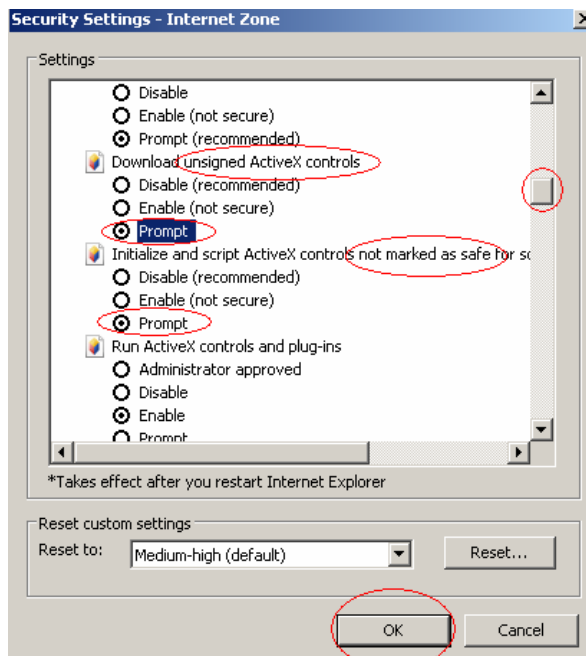 Security Settings - Internet Zone
Settings
Disable
Enable (not secure)
Prompt (recommended)
Download unsigned ActiveX controls
Disable (recommended)
Enable (not secure)
Prompt
Initialize and script ActiveX controls not marked as safe for sc
Disable (recommended)
Enable (not secure)
Prompt
Run ActiveX controls and plug-ins
Administrator approved
Disable
Enable
Prompt
*Takes effect after you restart Internet Explorer
Reset custom settings
Reset to: Medium-high (default) Reset...
OK Cancel